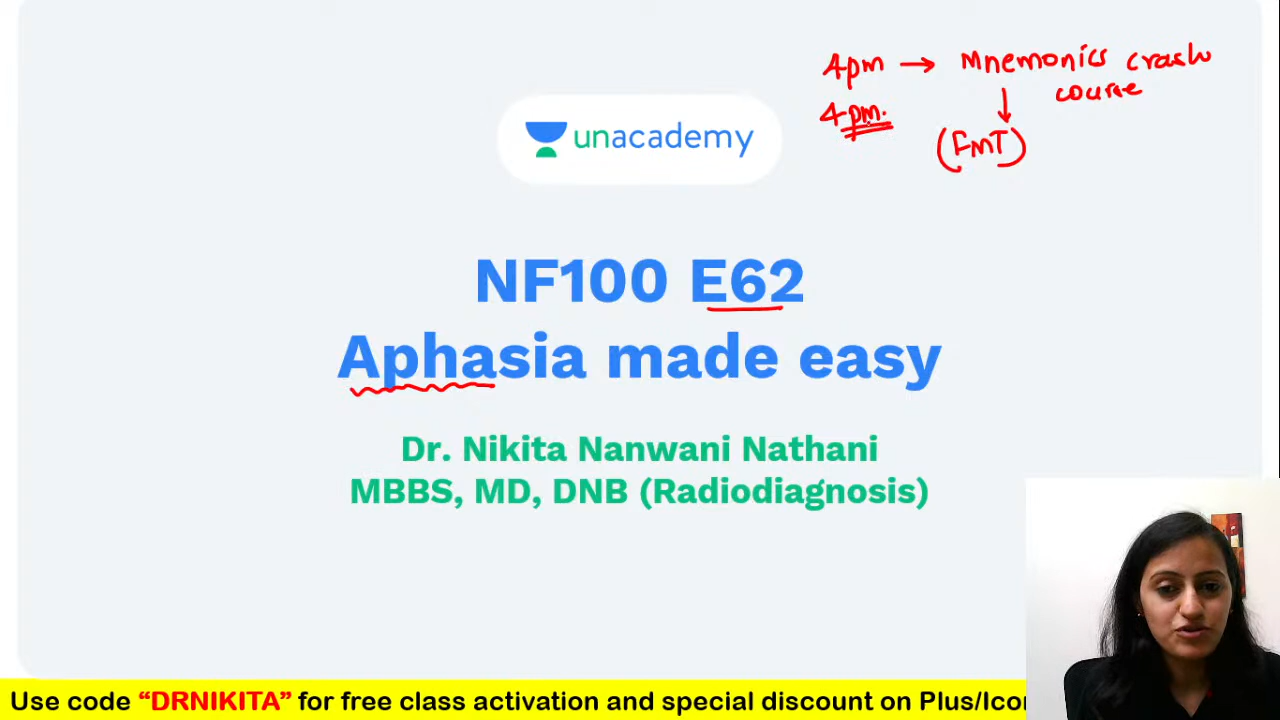 4pm → Mnemonics crash
course
4pm.
(FMT)
unacademy
NF100 E62
Aphasia made easy
Dr. Nikita Nanwani Nathani
MBBS, MD, DNB (Radiodiagnosis)
Use code “DRNIKITA” for free class activation and special discount on Plus/Icon